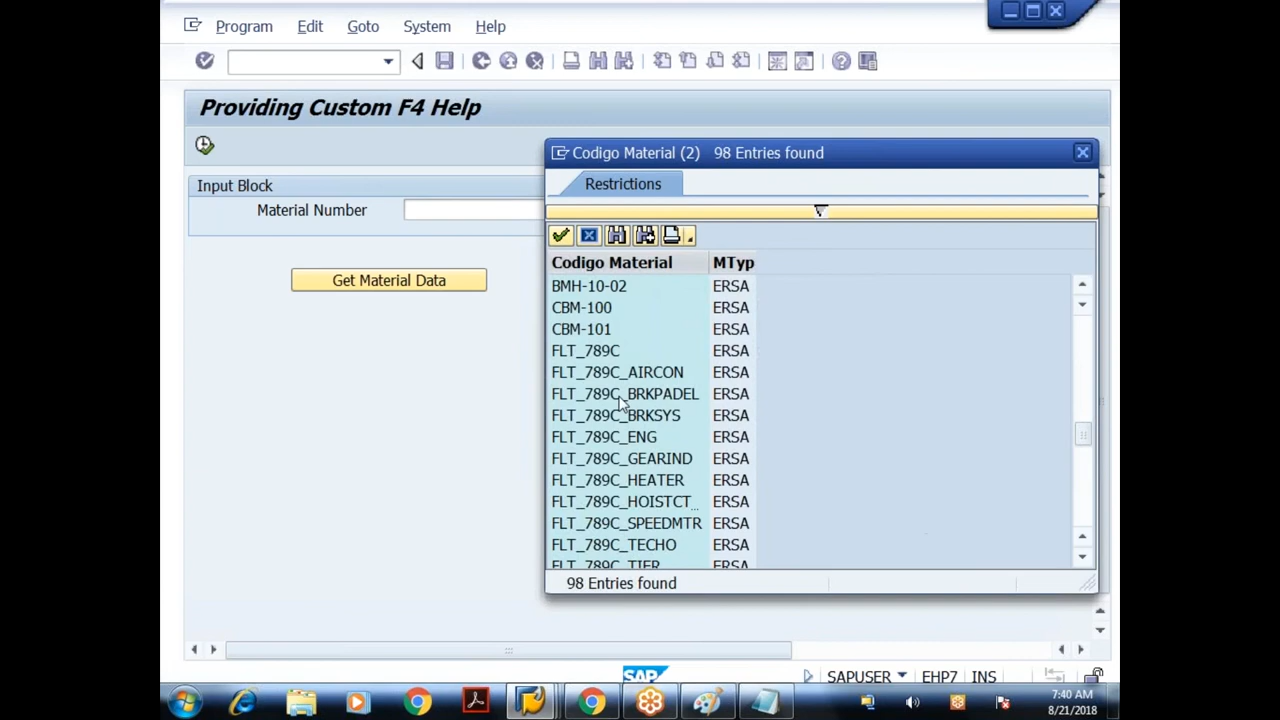 Program Edit Goto System Help
Providing Custom F4 Help
Codigo Material (2) 98 Entries found
Restrictions
Input Block
Material Number
Get Material Data
Codigo Material MTyp
BMH-10-02 ERSA
CBM-100 ERSA
CBM-101 ERSA
FLT_789C ERSA
FLT_789C_AIRCON ERSA
FLT_789C_BRKPADEL ERSA
FLT_789C_BRKSYS ERSA
FLT_789C_ENG ERSA
FLT_789C_GEARIND ERSA
FLT_789C_HEATER ERSA
FLT_789C_HOISTCT... ERSA
FLT_789C_SPEEDMTR ERSA
FLT_789C_TECHO ERSA
FLT_789C_TIER ERSA
98 Entries found
SAP
SAPUSER EHP7 INS
7:40 AM
8/21/2018